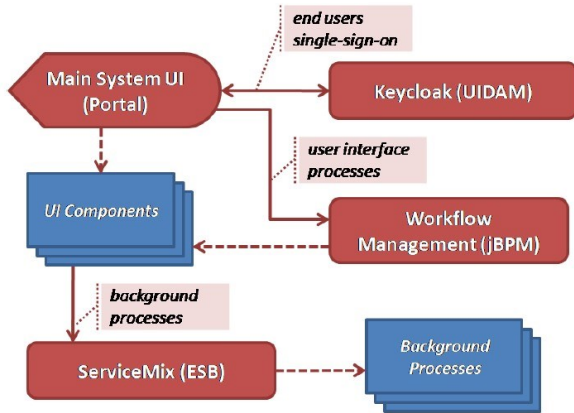 end users
single-sign-on
Main System UI
(Portal)
Keycloak (UIDAM)
user interface
processes
UI Components
Workflow
Management (jBPM)
background
processes
ServiceMix (ESB)
Background
Processes